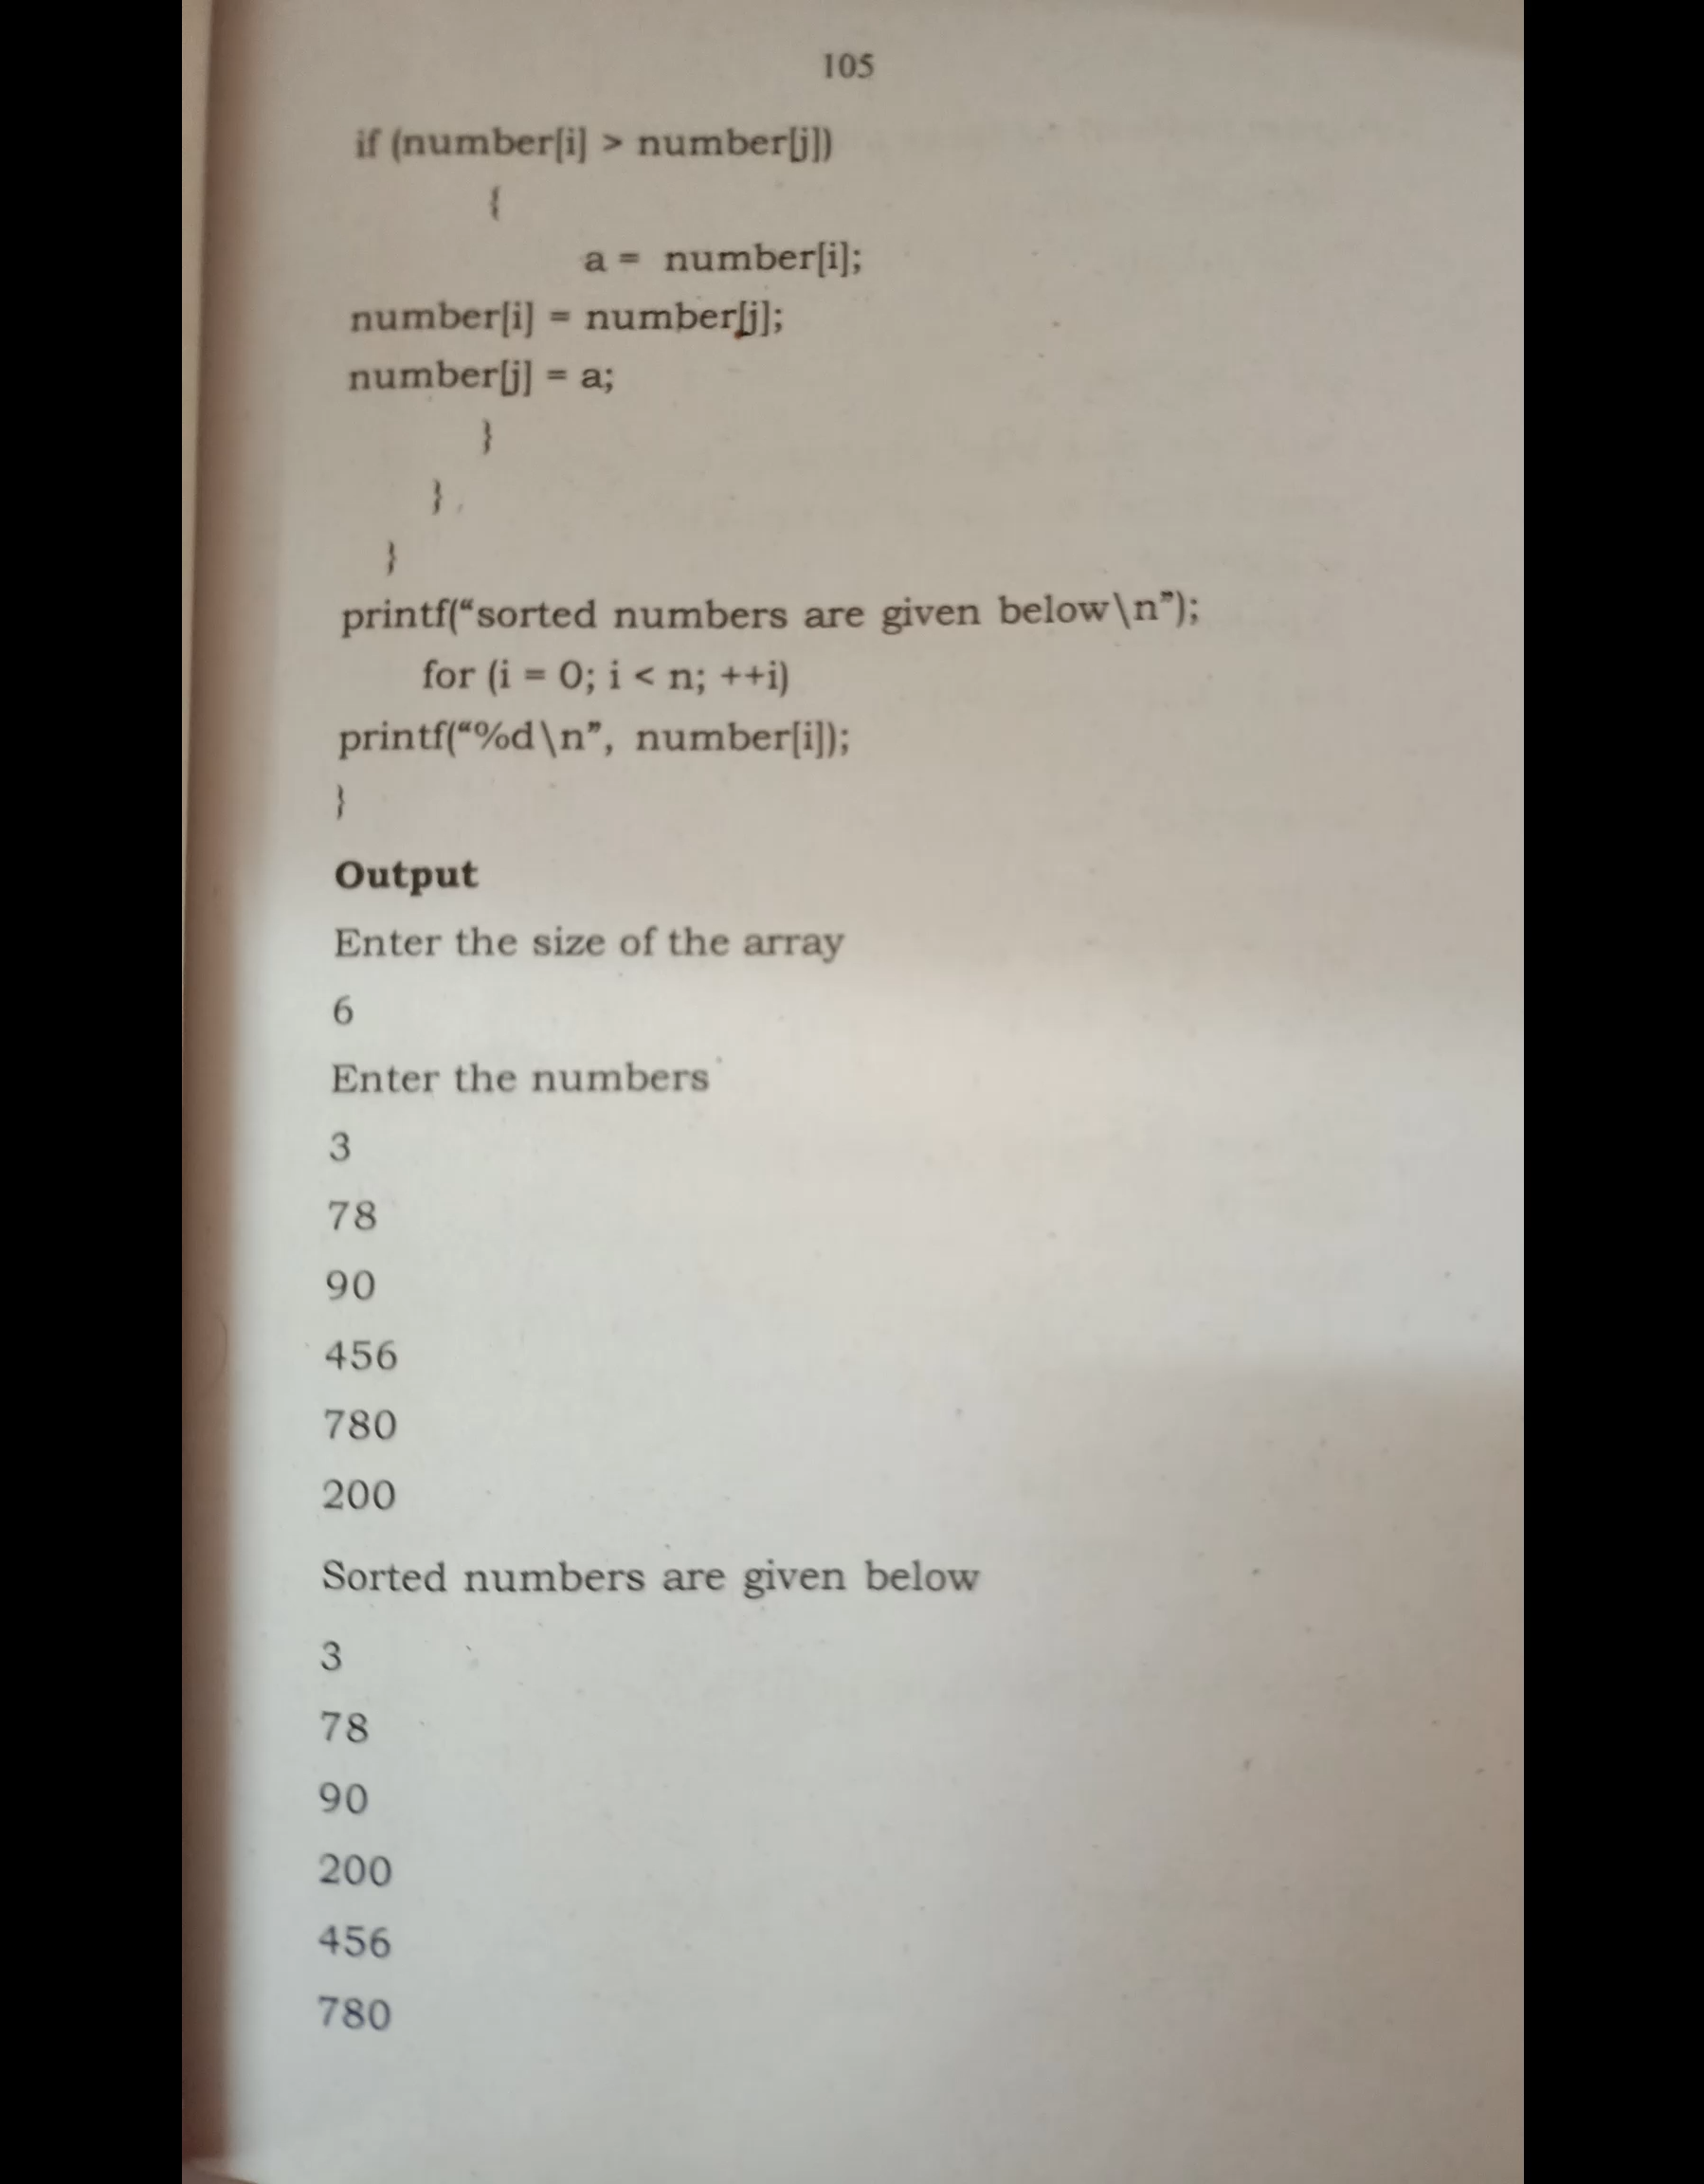 105
if (number[i] > number[j])
{
a = number[i];
number[i] = number[j];
number[j] = a;
}
}
}
printf(“sorted numbers are given below\n”);
for (i = 0; i < n; ++i)
printf(“%d\n”, number[i]);
}
Output
Enter the size of the array
6
Enter the numbers
3
78
90
456
780
200
Sorted numbers are given below
3
78
90
200
456
780